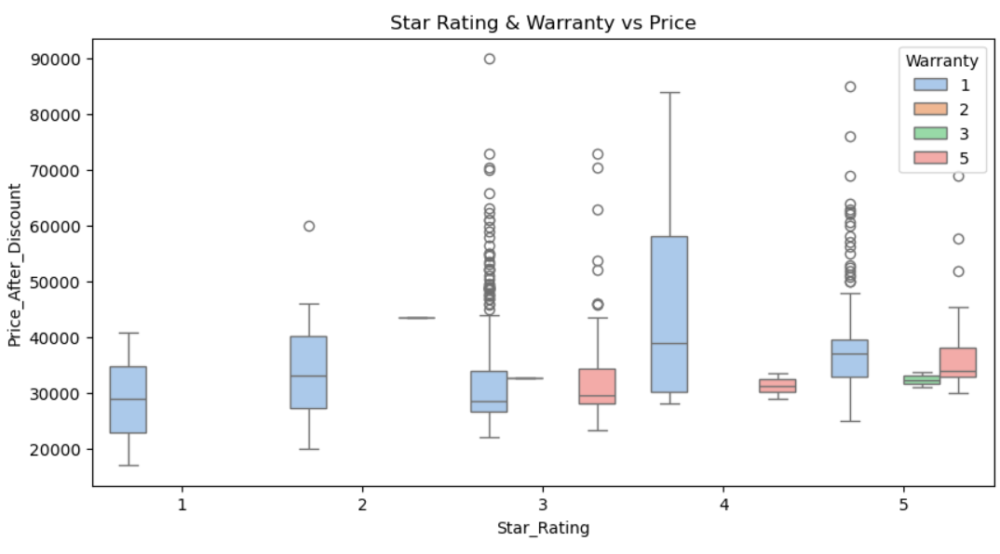 Star Rating & Warranty vs Price
Price_After_Discount
90000
80000
70000
60000
50000
40000
30000
20000
Warranty
1
2
3
5
1 2 3 4 5
Star_Rating